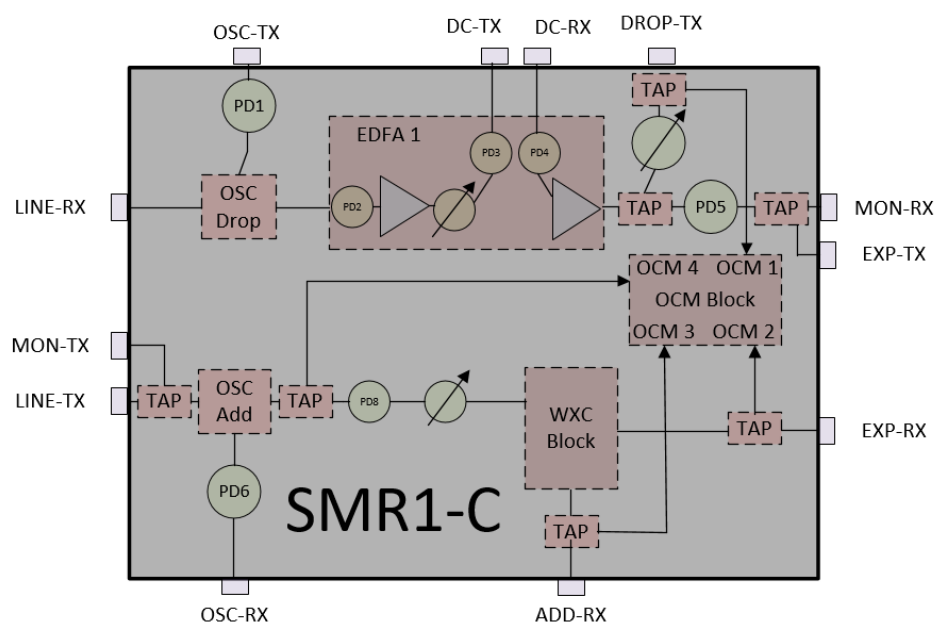 OSC-TX
DC-TX
DC-RX
DROP-TX
PD1
TAP
EDFA 1
PD3
PD4
LINE-RX
OSC
Drop
PD2
TAP
PD5
TAP
MON-RX
EXP-TX
OCM 4 OCM 1
OCM Block
OCM 3 OCM 2
MON-TX
LINE-TX
TAP
OSC
Add
TAP
PD8
WXC
Block
TAP
EXP-RX
PD6
SMR1-C
TAP
OSC-RX
ADD-RX